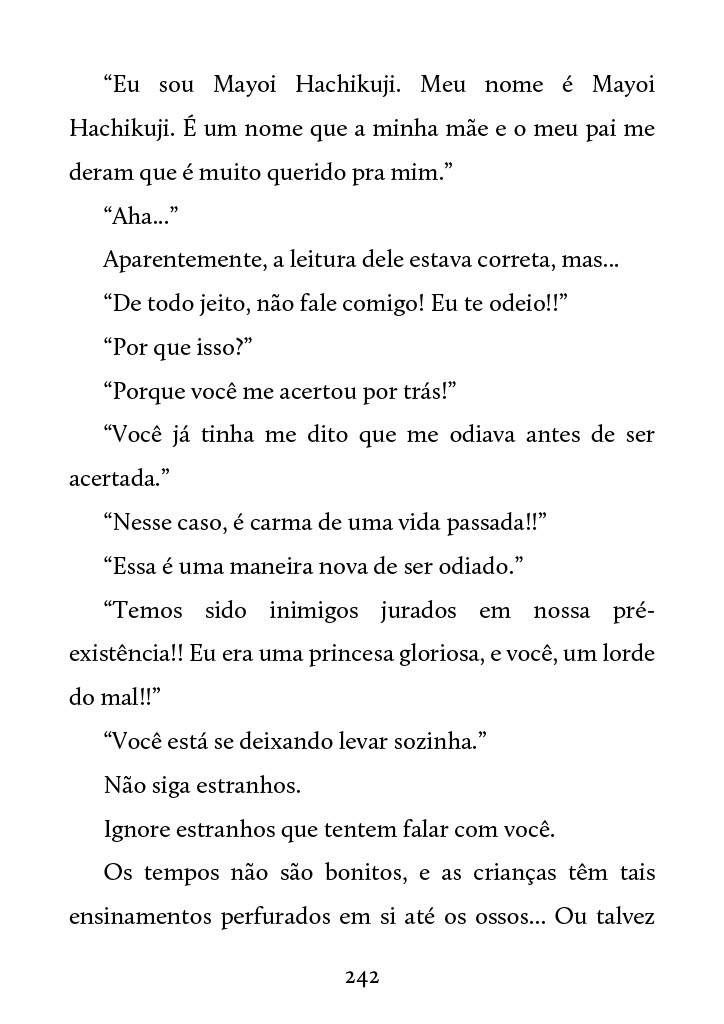 “Eu sou Mayoi Hachikuji. Meu nome é Mayoi
Hachikuji. É um nome que a minha mãe e o meu pai me
deram que é muito querido pra mim.”
“Aha...”
Aparentemente, a leitura dele estava correta, mas...
“De todo jeito, não fale comigo! Eu te odeio!!”
“Por que isso?”
“Porque você me acertou por trás!”
“Você já tinha me dito que me odiava antes de ser
acertada.”
“Nesse caso, é carma de uma vida passada!!”
“Essa é uma maneira nova de ser odiado.”
“Temos sido inimigos jurados em nossa pré-
existência!! Eu era uma princesa gloriosa, e você, um lorde
do mal!!”
“Você está se deixando levar sozinha.”
Não siga estranhos.
Ignore estranhos que tentem falar com você.
Os tempos não são bonitos, e as crianças têm tais
ensinamentos perfurados em si até os ossos... Ou talvez
242